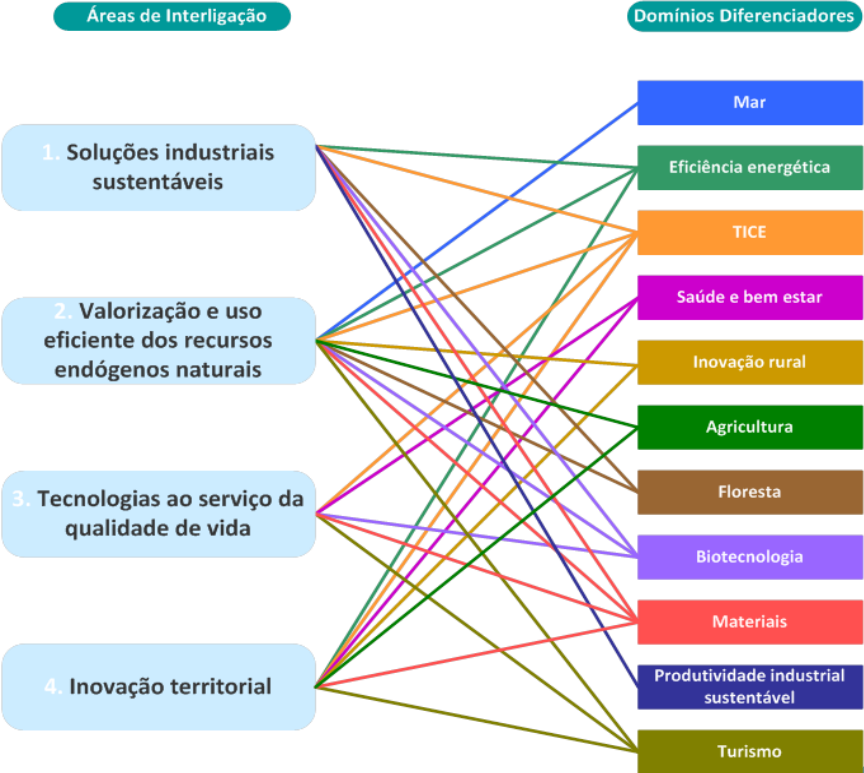 Áreas de Interligação
Domínios Diferenciadores
1. Soluções industriais
sustentáveis
2. Valorização e uso
eficiente dos recursos
endógenos naturais
3. Tecnologias ao serviço da
qualidade de vida
4. Inovação territorial
Mar
Eficiência energética
TICE
Saúde e bem estar
Inovação rural
Agricultura
Floresta
Biotecnologia
Materiais
Produtividade industrial
sustentável
Turismo